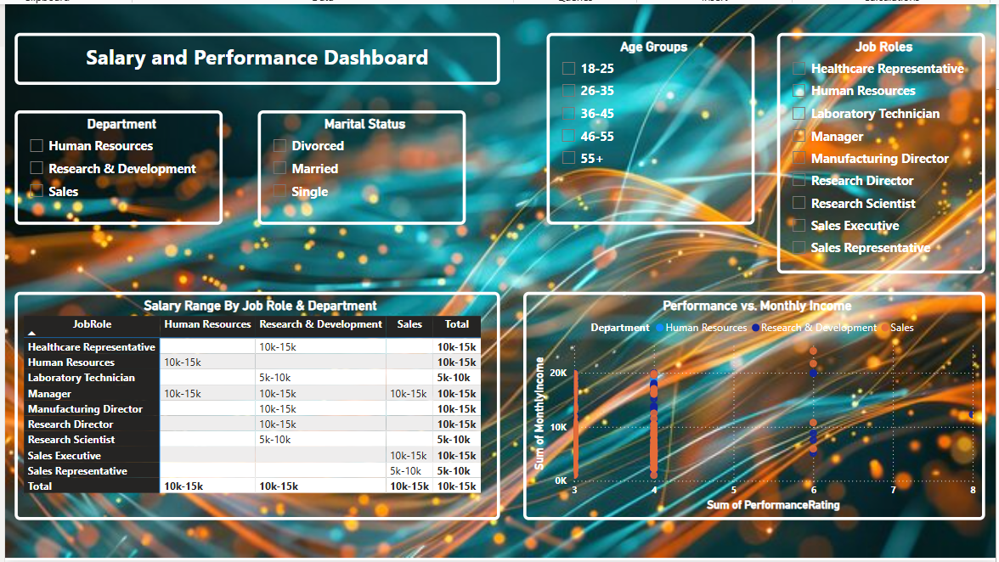 Clipboard
Data
Queries
Insert
Calculations
Salary and Performance Dashboard
Department
Human Resources
Research & Development
Sales
Marital Status
Divorced
Married
Single
Age Groups
18-25
26-35
36-45
46-55
55+
Job Roles
Healthcare Representative
Human Resources
Laboratory Technician
Manager
Manufacturing Director
Research Director
Research Scientist
Sales Executive
Sales Representative
Salary Range By Job Role & Department
JobRole Human Resources Research & Development Sales Total
Healthcare Representative 10k-15k 10k-15k
Human Resources 10k-15k 10k-15k
Laboratory Technician 5k-10k 5k-10k
Manager 10k-15k 10k-15k 10k-15k 10k-15k
Manufacturing Director 10k-15k 10k-15k
Research Director 10k-15k 10k-15k
Research Scientist 5k-10k 5k-10k
Sales Executive 10k-15k 10k-15k
Sales Representative 5k-10k 5k-10k
Total 10k-15k 10k-15k 10k-15k 10k-15k
Performance vs. Monthly Income
Department Human Resources Research & Development Sales
Sum of MonthlyIncome
20K
10K
0K
3 4 5 6 7 8
Sum of PerformanceRating